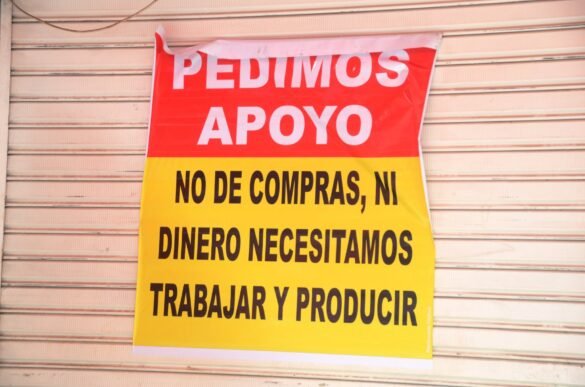 PEDIMOS
APOYO
NO DE COMPRAS, NI
DINERO NECESITAMOS
TRABAJAR Y PRODUCIR